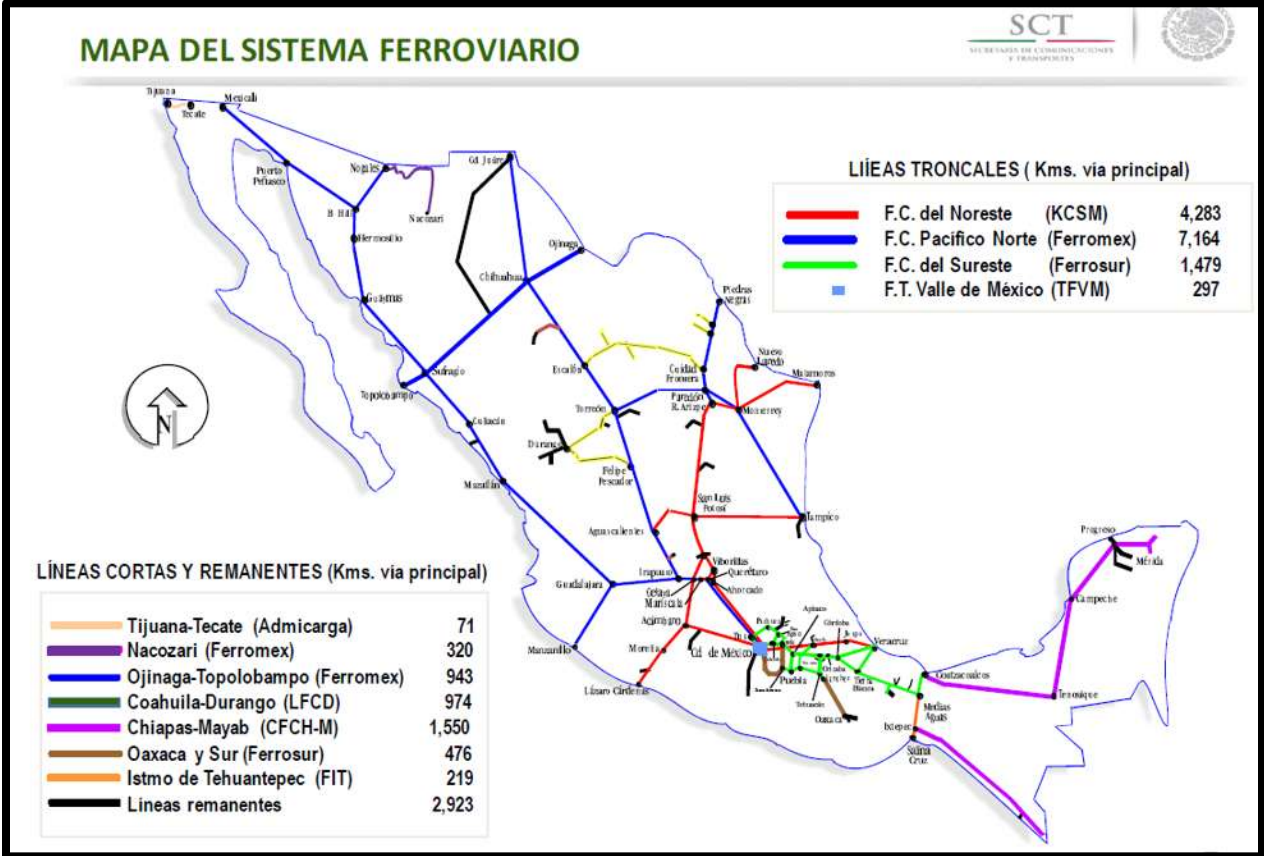 MAPA DEL SISTEMA FERROVIARIO
SCT
SECRETARÍA DE COMUNICACIONES
Y TRANSPORTES
LIÍEAS TRONCALES ( Kms. vía principal)
F.C. del Noreste (KCSM) 4,283
F.C. Pacífico Norte (Ferromex) 7,164
F.C. del Sureste (Ferrosur) 1,479
F.T. Valle de México (TFVM) 297
Tijuana
Tecate
Mexicali
Puerto
Peñasco
Nogales
Nacozari
B. Hill
Hermosillo
Guaymas
Cd. Juárez
Ojinaga
Chihuahua
Sufragio
Topolobampo
Culiacán
Mazatlán
Escalón
Torreón
Durango
Felipe
Pescador
Piedras
Negras
Nuevo
Laredo
Matamoros
Ciudad
Frontera
Paredón
R. Arizpe
Monterrey
San Luis
Potosí
Tampico
Aguascalientes
Guadalajara
Irapuato
Manzanillo
Viborillas
Querétaro
Ahorcado
Celaya
Mariscala
Acámbaro
Morelia
Lázaro Cárdenas
Cd. de México
Apizaco
Córdoba
Veracruz
Puebla
Tehuacán
Oaxaca
Tierra
Blanca
Coatzacoalcos
Medias
Aguas
Ixtepec
Salina
Cruz
Tenosique
Campeche
Progreso
Mérida
N
LÍNEAS CORTAS Y REMANENTES (Kms. vía principal)
Tijuana-Tecate (Admicarga) 71
Nacozari (Ferromex) 320
Ojinaga-Topolobampo (Ferromex) 943
Coahuila-Durango (LFCD) 974
Chiapas-Mayab (CFCH-M) 1,550
Oaxaca y Sur (Ferrosur) 476
Istmo de Tehuantepec (FIT) 219
Líneas remanentes 2,923